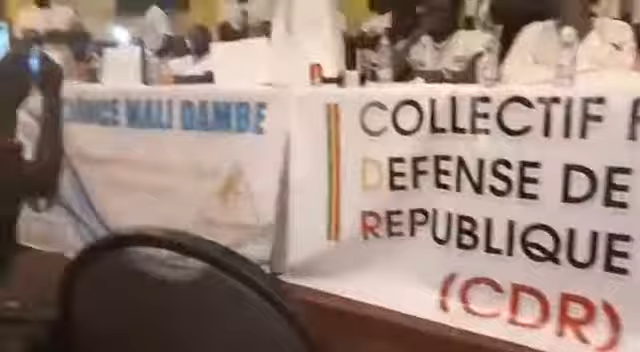 MALI DAMBE
COLLECTIF
DEFENSE DE
REPUBLIQUE
(CDR)